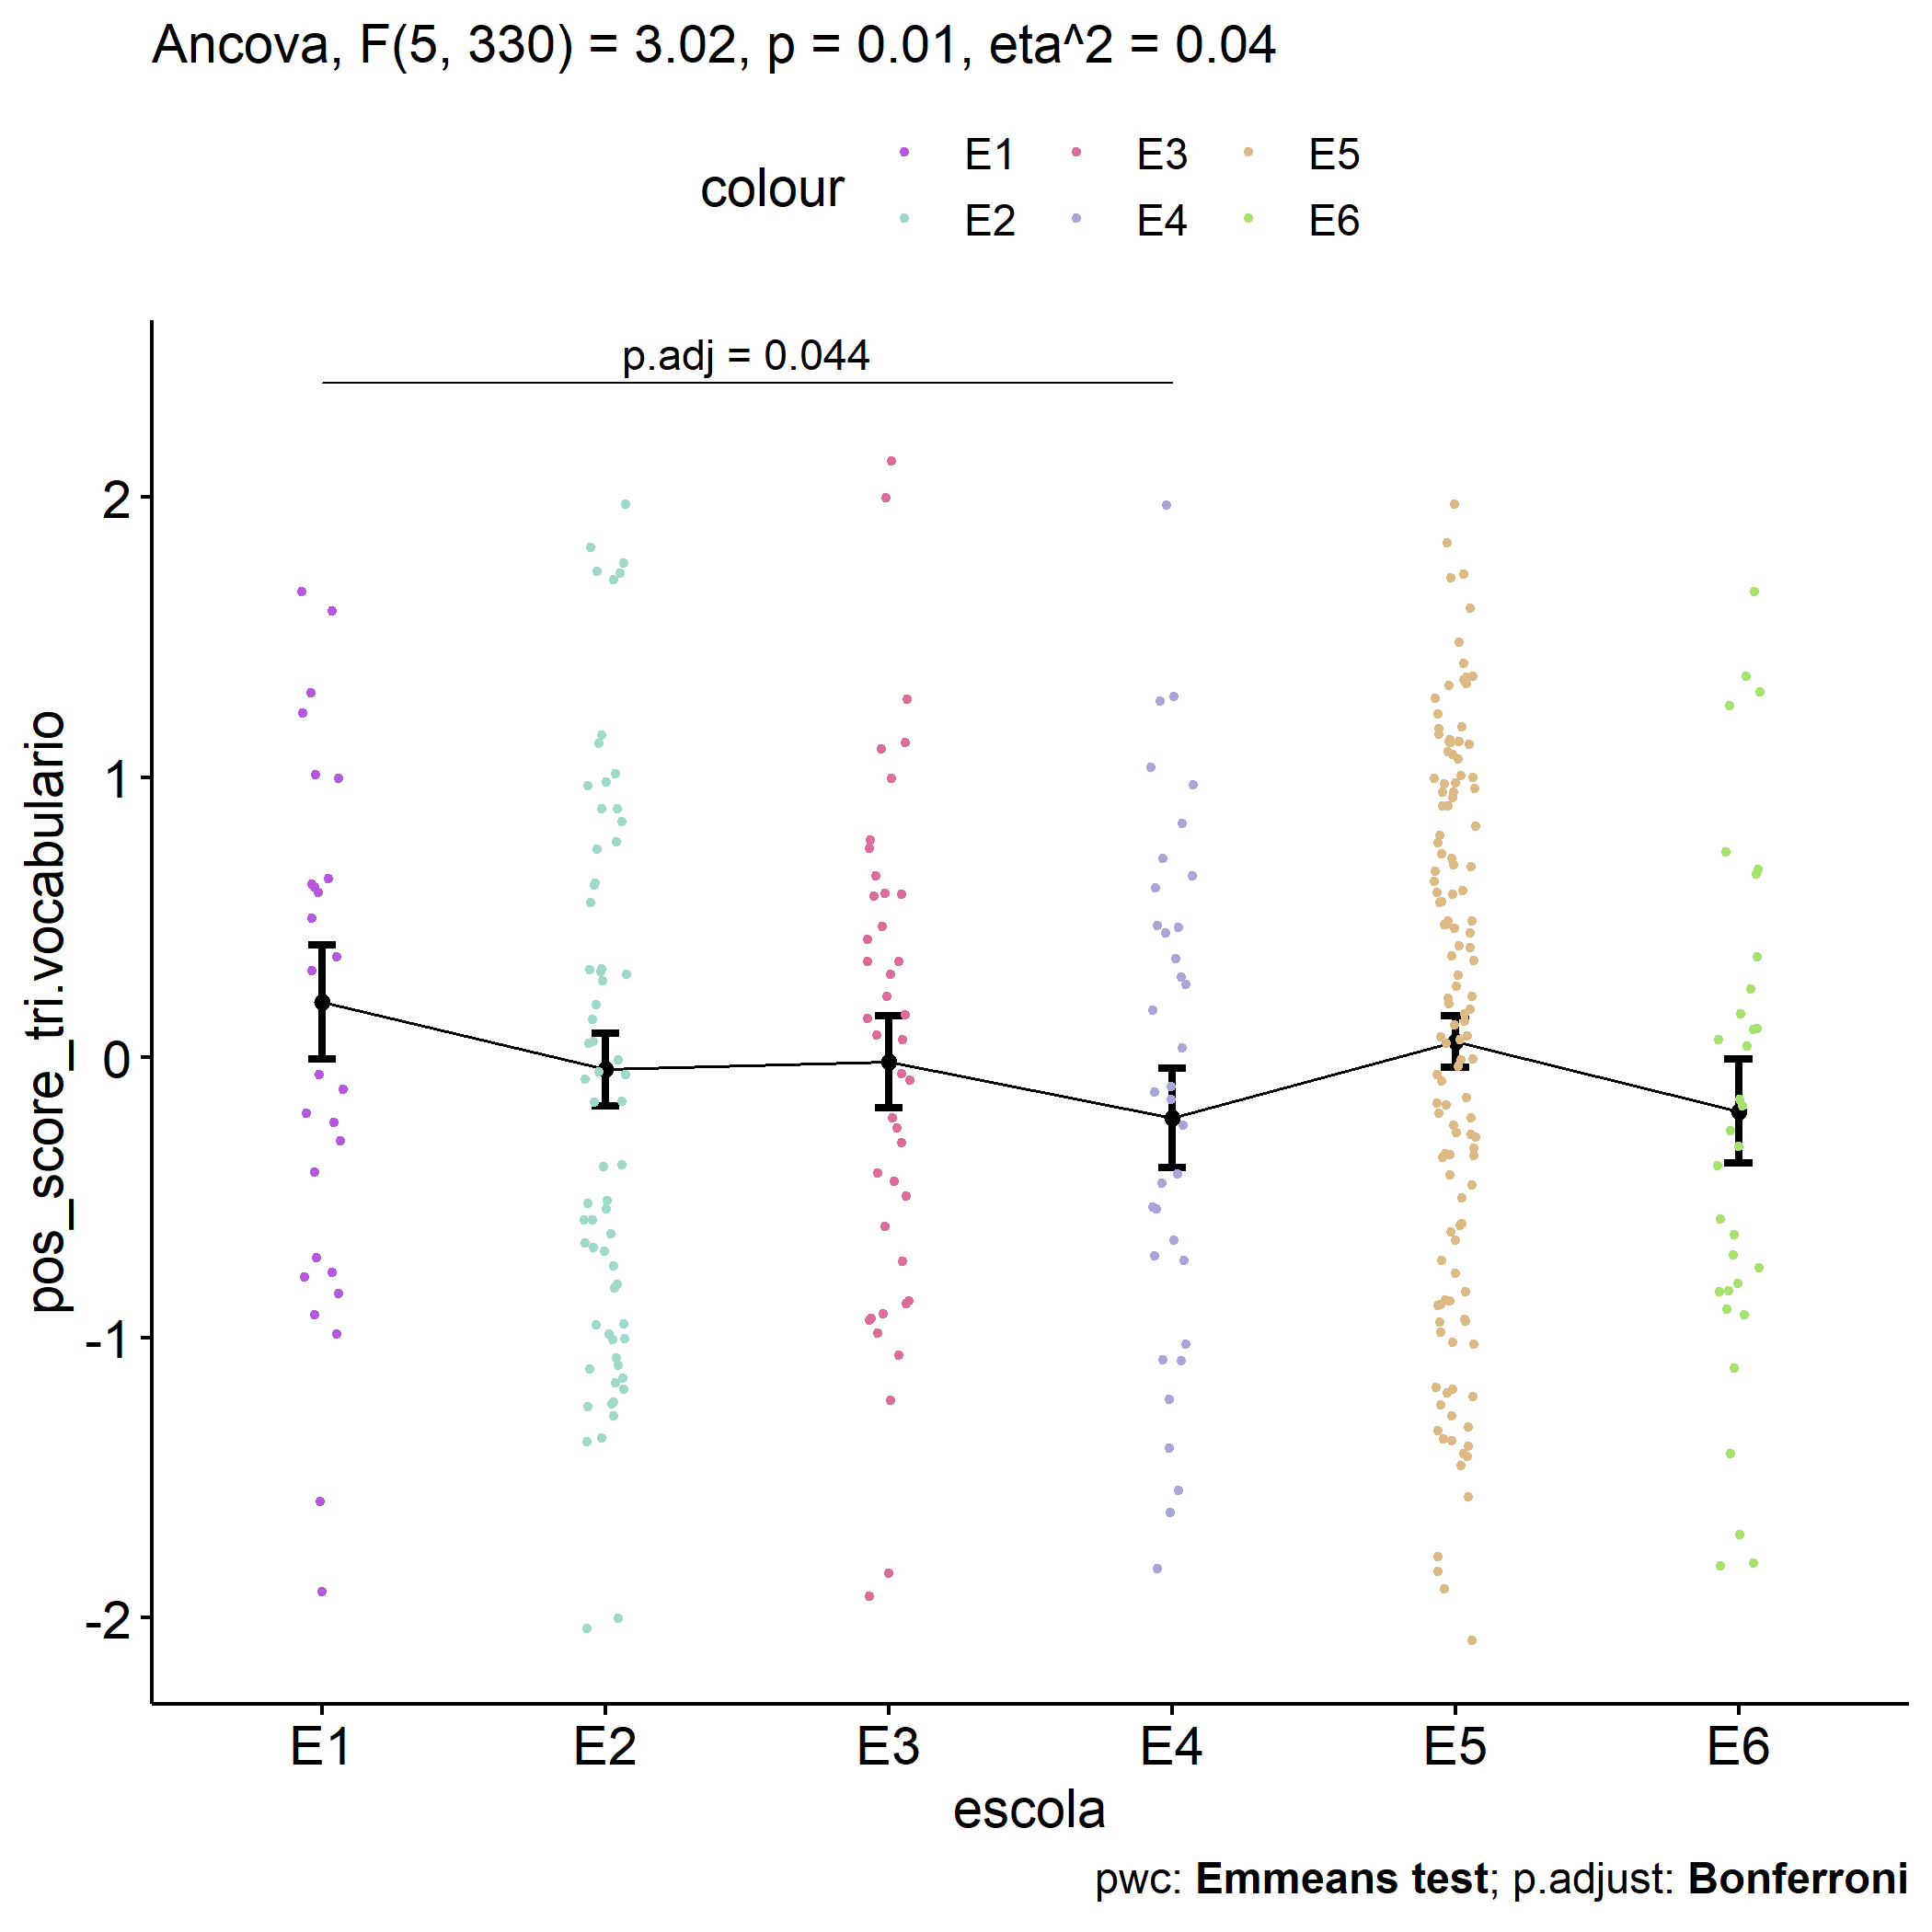 Ancova, F(5, 330) = 3.02, p = 0.01, eta^2 = 0.04
colour
E1 E3 E5
E2 E4 E6
p.adj = 0.044
pos_score_tri.vocabulario
2
1
0
-1
-2
E1 E2 E3 E4 E5 E6
escola
pwc: Emmeans test; p.adjust: Bonferroni